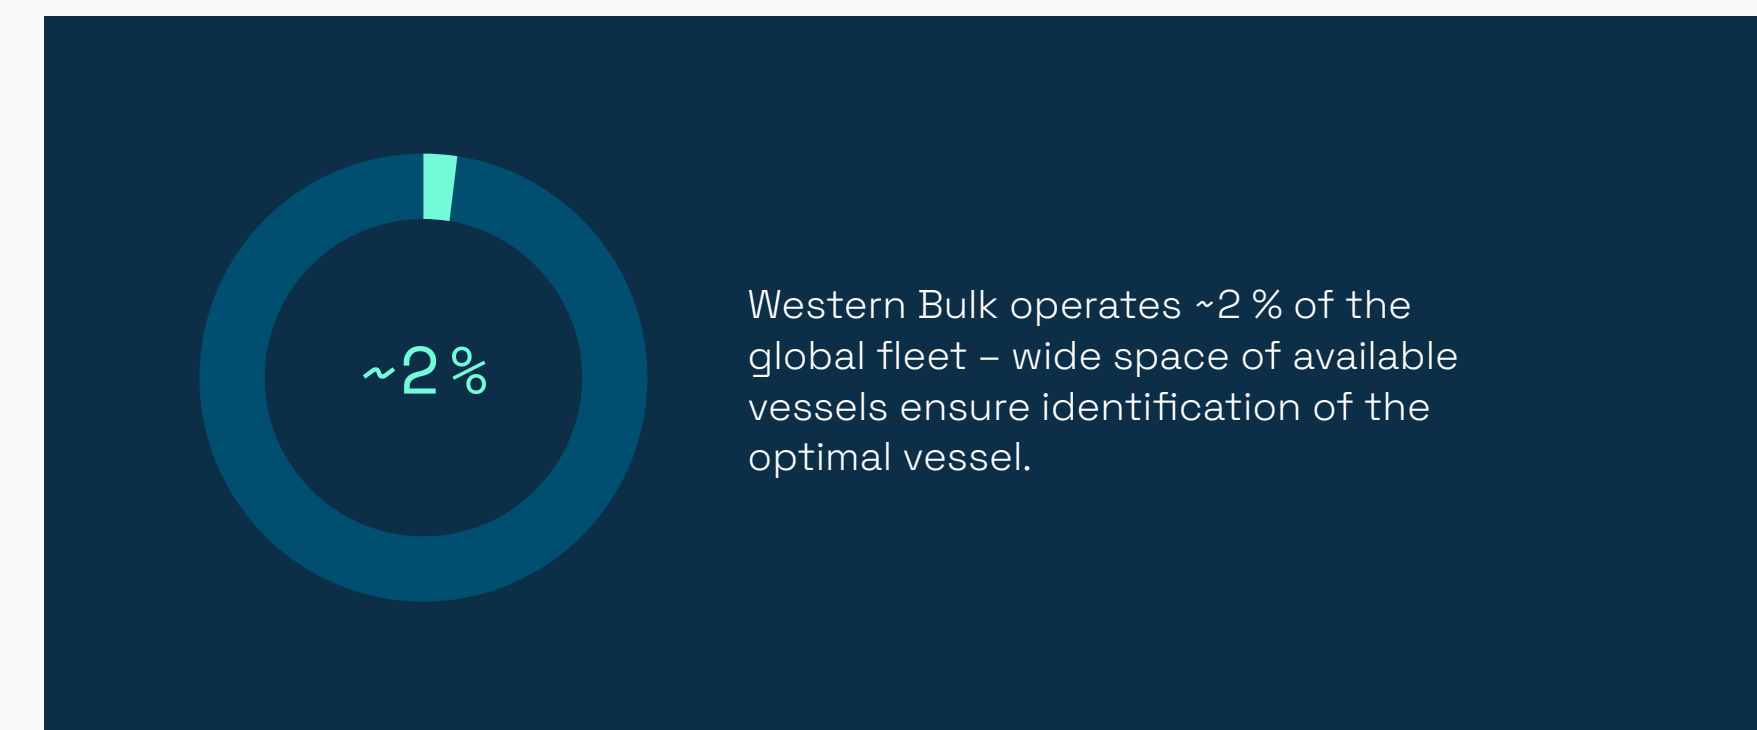 ~2 %
Western Bulk operates ~2 % of the
global fleet – wide space of available
vessels ensure identification of the
optimal vessel.